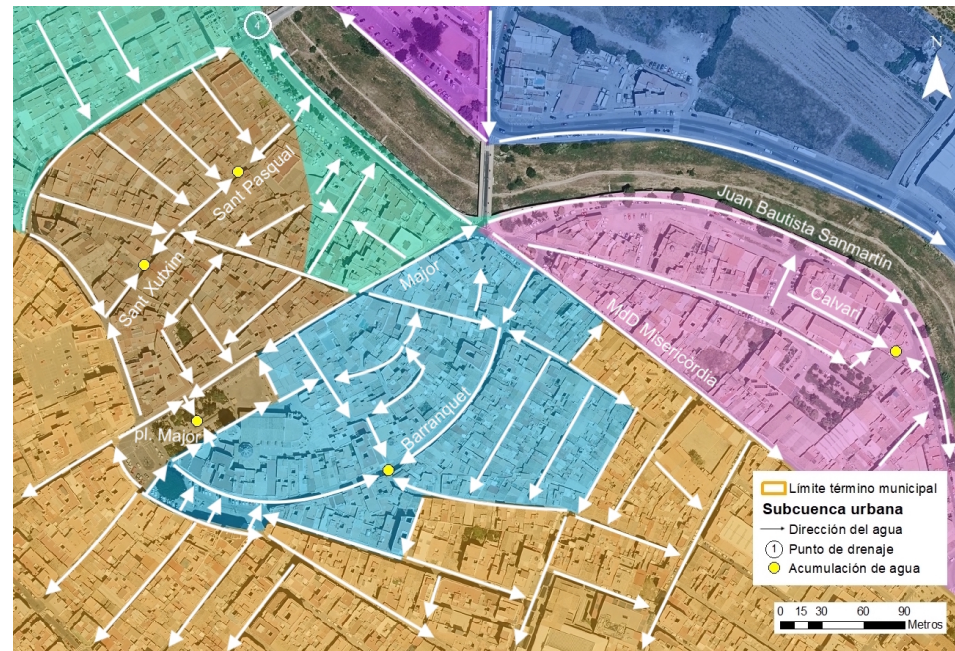 1
N
Sant Pasqual
Juan Bautista Sanmartín
Sant Xutxim
Major
Calvari
MdD Misericòrdia
Barranquet
pl. Major
Límite término municipal
Subcuenca urbana
Dirección del agua
1 Punto de drenaje
Acumulación de agua
0 15 30 60 90
Metros